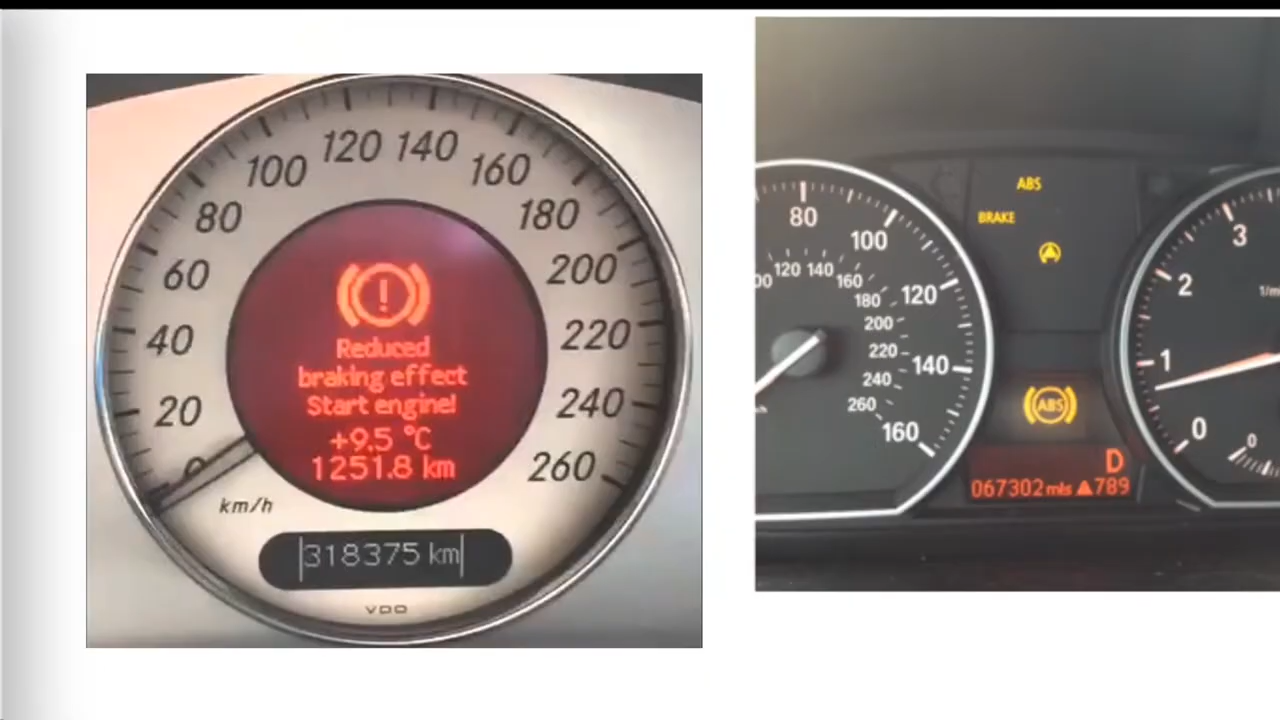 120 140
100 160
80 180
60 200
40 220
20 240
0 260
km/h
!
Reduced
braking effect
Start engine!
+9.5 °C
1251.8 km
318375 km
VDO
80
100
120
140
160
120 140
160
180
200
220
240
260
ABS
BRAKE
ABS
D
067302 mls ▲789
3
2
1
0
0